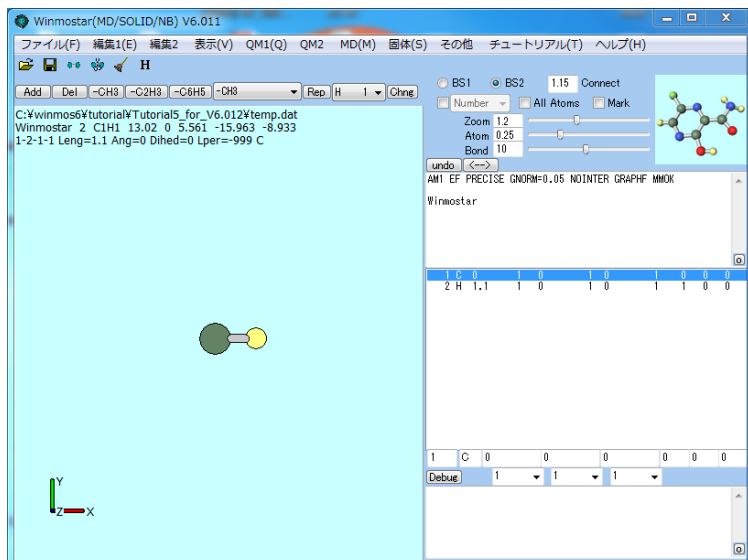 Winmostar(MD/SOLID/NB) V6.011
ファイル(F) 編集1(E) 編集2 表示(V) QM1(Q) QM2 MD(M) 固体(S) その他 チュートリアル(T) ヘルプ(H)
H
Add Del -CH3 -C2H3 -C6H5 -CH3 Rep H 1 Chng
C:¥winmos6¥tutorial¥Tutorial5_for_V6.012¥temp.dat
Winmostar 2 C1H1 13.02 0 5.561 -15.963 -8.933
1-2-1-1 Leng=1.1 Ang=0 Dihed=0 Lper=-999 C
BS1 BS2 1.15 Connect
Number All Atoms Mark
Zoom 1.2
Atom 0.25
Bond 10
undo <-->
AM1 EF PRECISE GNORM=0.05 NOINTER GRAPHF MMOK
Winmostar
1 C 0 1 0 1 0 1 0 0 0
2 H 1.1 1 0 1 0 1 1 0 0
1 C 0 0 0 0 0 0
Debug 1 1 1
Y
Z X